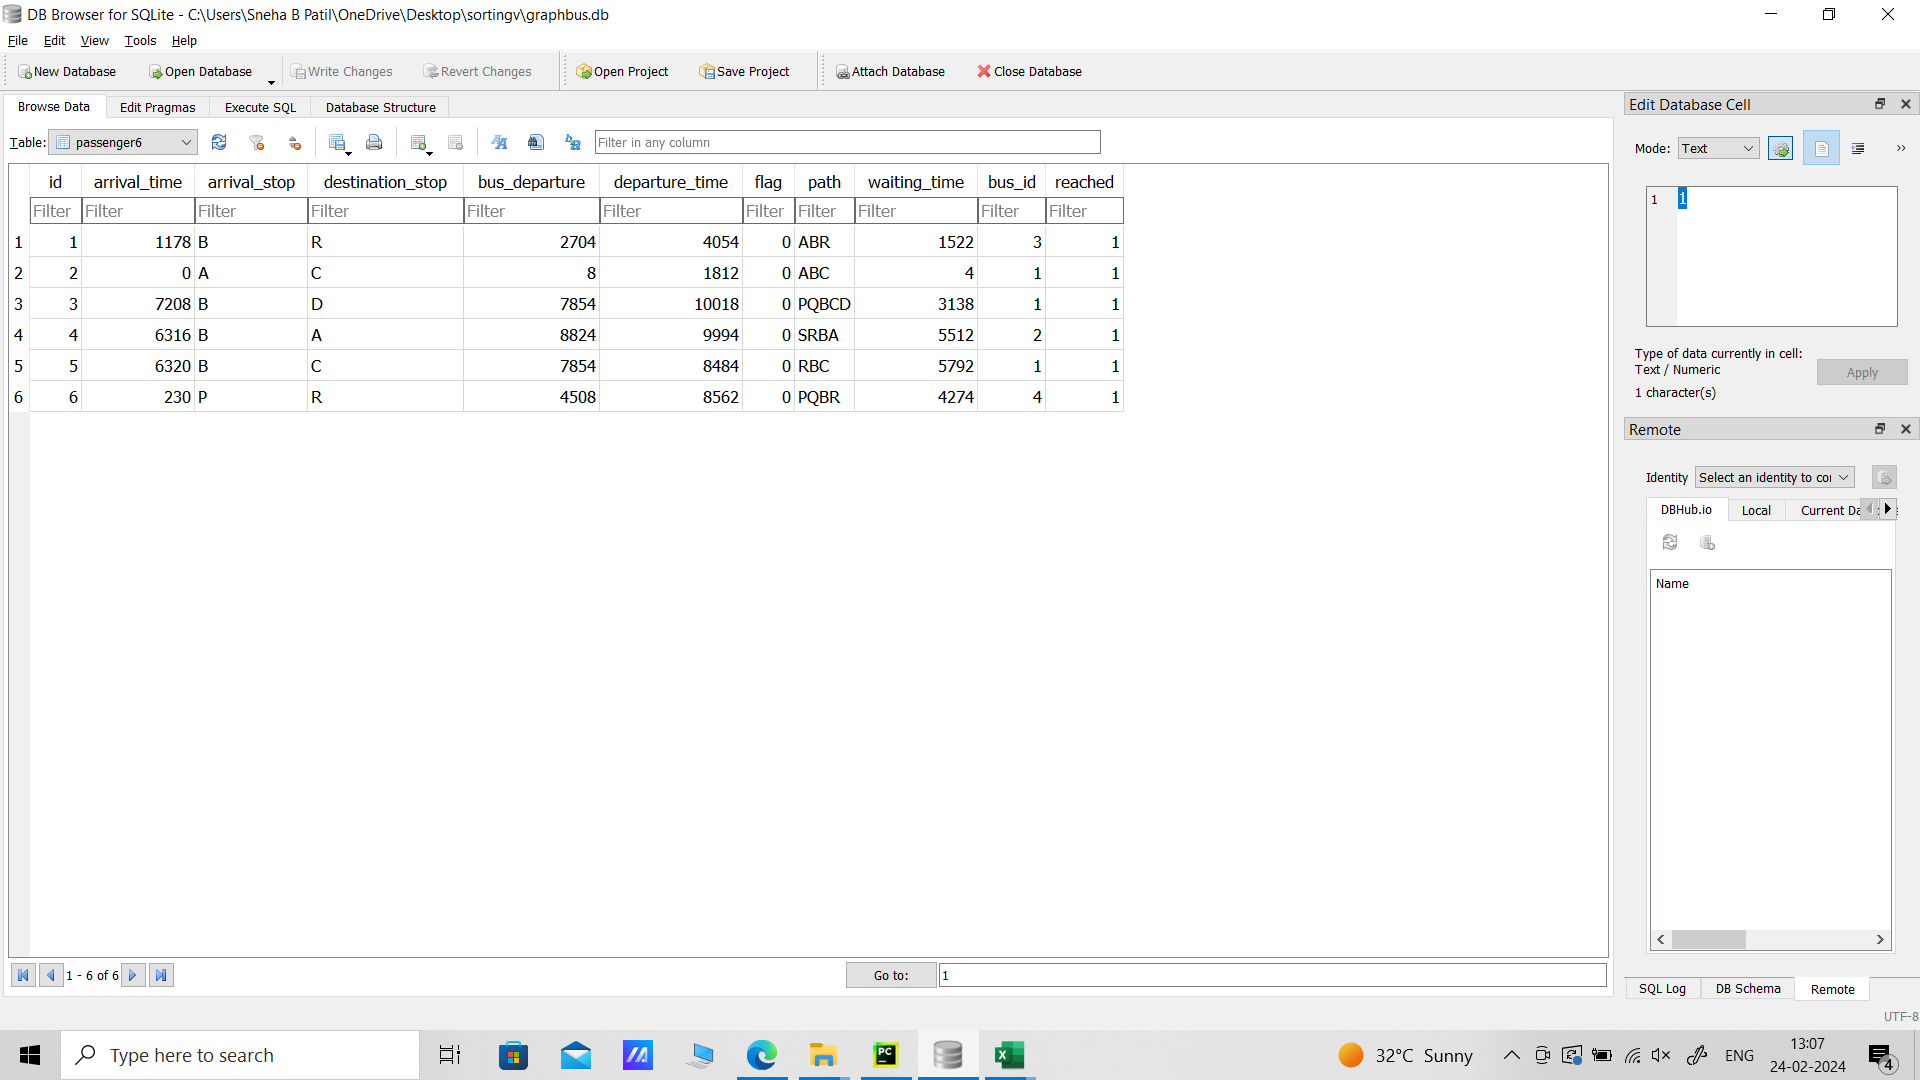 DB Browser for SQLite - C:\Users\Sneha B Patil\OneDrive\Desktop\sortingv\graphbus.db
File Edit View Tools Help
New Database Open Database Write Changes Revert Changes Open Project Save Project Attach Database Close Database
Browse Data Edit Pragmas Execute SQL Database Structure
Table: passenger6 Filter in any column
id arrival_time arrival_stop destination_stop bus_departure departure_time flag path waiting_time bus_id reached
Filter Filter Filter Filter Filter Filter Filter Filter Filter Filter Filter
1 1 1178 B R 2704 4054 0 ABR 1522 3 1
2 2 0 A C 8 1812 0 ABC 4 1 1
3 3 7208 B D 7854 10018 0 PQBCD 3138 1 1
4 4 6316 B A 8824 9994 0 SRBA 5512 2 1
5 5 6320 B C 7854 8484 0 RBC 5792 1 1
6 6 230 P R 4508 8562 0 PQBR 4274 4 1
1 - 6 of 6 Go to: 1
Edit Database Cell
Mode: Text
1 1
Type of data currently in cell:
Text / Numeric
1 character(s)
Apply
Remote
Identity Select an identity to co
DBHub.io Local Current Da
Name
SQL Log DB Schema Remote
UTF-8
Type here to search
PC
32°C Sunny
ENG
13:07
24-02-2024
4